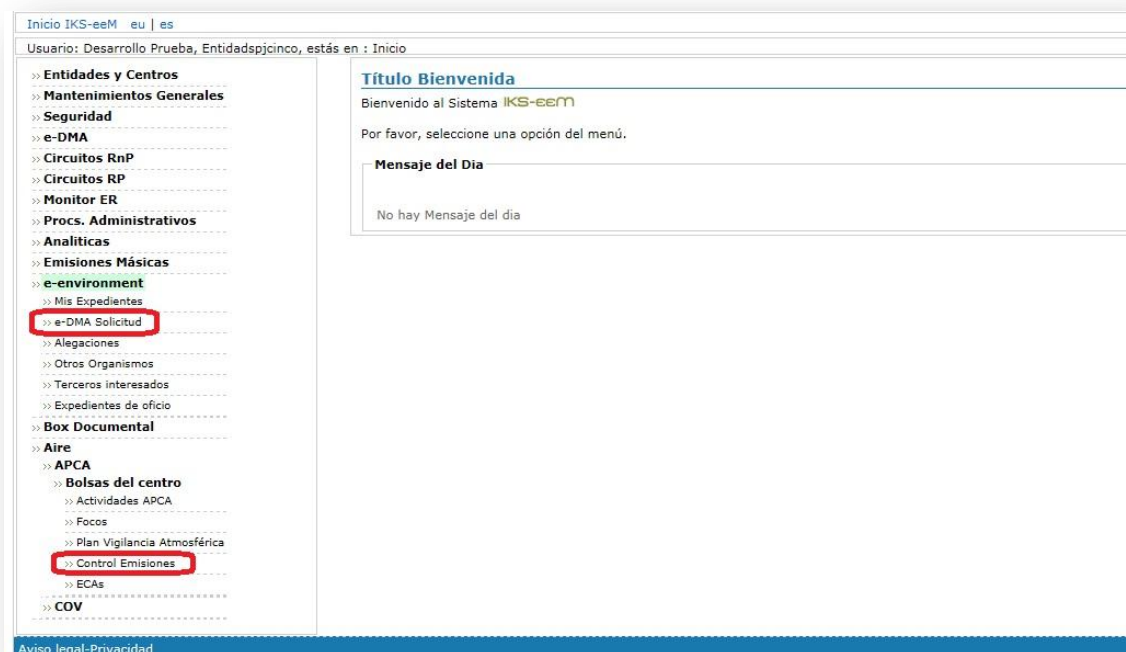 Inicio IKS-eeM eu | es
Usuario: Desarrollo Prueba, Entidadspjcinco, estás en : Inicio
›› Entidades y Centros
›› Mantenimientos Generales
›› Seguridad
›› e-DMA
›› Circuitos RnP
›› Circuitos RP
›› Monitor ER
›› Procs. Administrativos
›› Analiticas
›› Emisiones Másicas
›› e-environment
›› Mis Expedientes
›› e-DMA Solicitud
›› Alegaciones
›› Otros Organismos
›› Terceros interesados
›› Expedientes de oficio
›› Box Documental
›› Aire
›› APCA
›› Bolsas del centro
›› Actividades APCA
›› Focos
›› Plan Vigilancia Atmosférica
›› Control Emisiones
›› ECAs
›› COV
Título Bienvenida
Bienvenido al Sistema IKS-eem
Por favor, seleccione una opción del menú.
Mensaje del Dia
No hay Mensaje del dia
Aviso legal-Privacidad